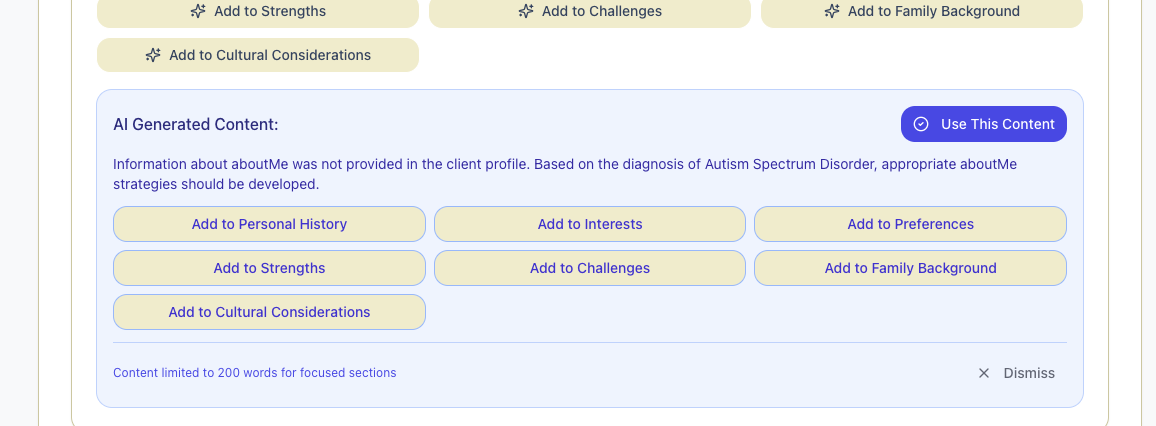 Add to Strengths
Add to Challenges
Add to Family Background
Add to Cultural Considerations
AI Generated Content:
Use This Content
Information about aboutMe was not provided in the client profile. Based on the diagnosis of Autism Spectrum Disorder, appropriate aboutMe
strategies should be developed.
Add to Personal History
Add to Interests
Add to Preferences
Add to Strengths
Add to Challenges
Add to Family Background
Add to Cultural Considerations
Content limited to 200 words for focused sections
Dismiss